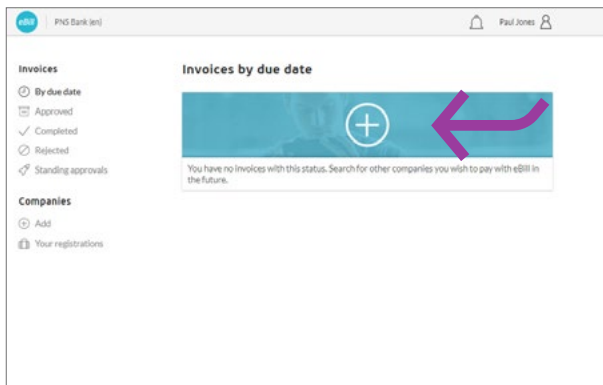 eBill PNS Bank (en) Paul Jones
Invoices
By due date
Approved
Completed
Rejected
Standing approvals
Companies
Add
Your registrations
Invoices by due date
You have no invoices with this status. Search for other companies you wish to pay with eBill in
the future.